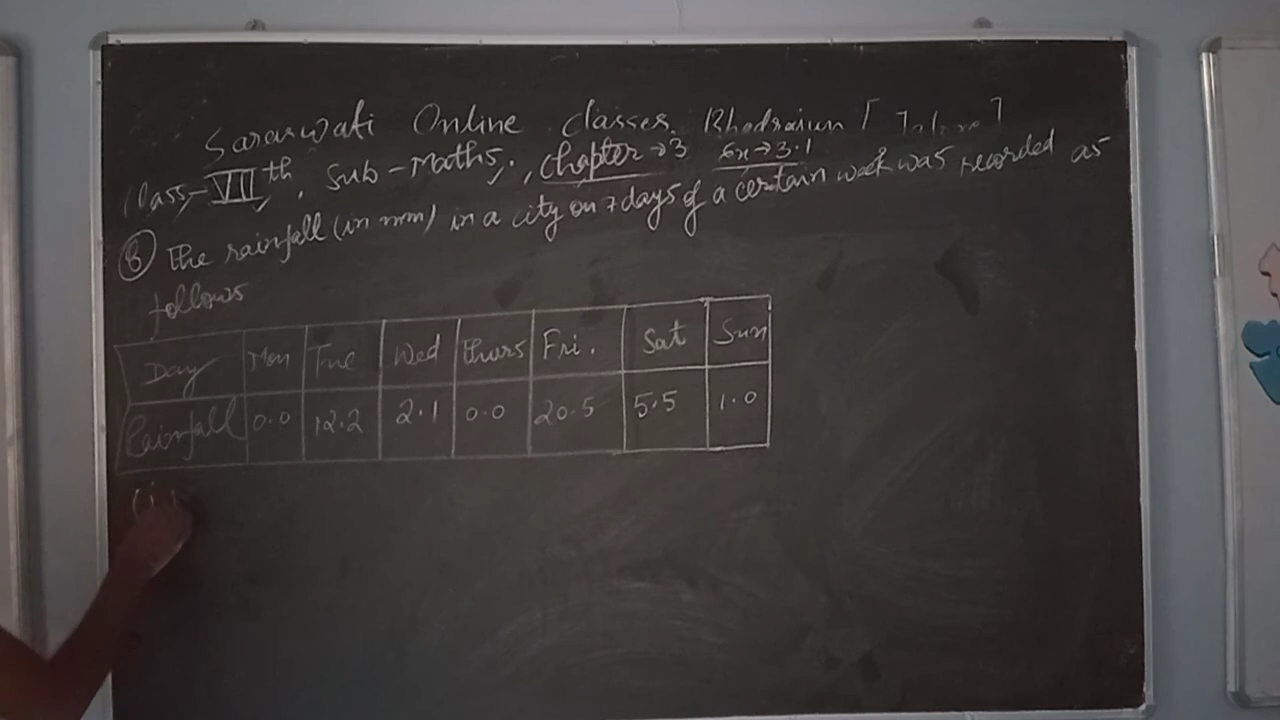 Saraswati Online Classes, Bhadrajun [
Class-VIIth, Sub-Maths, Chapter→3 Ex→3.1
⑧ The rainfall (in mm) in a city on 7 days of a certain week was recorded as
follows
Day Mon Tue Wed Thurs Fri. Sat Sun
Rainfall 0.0 12.2 2.1 0.0 20.5 5.5 1.0
(i